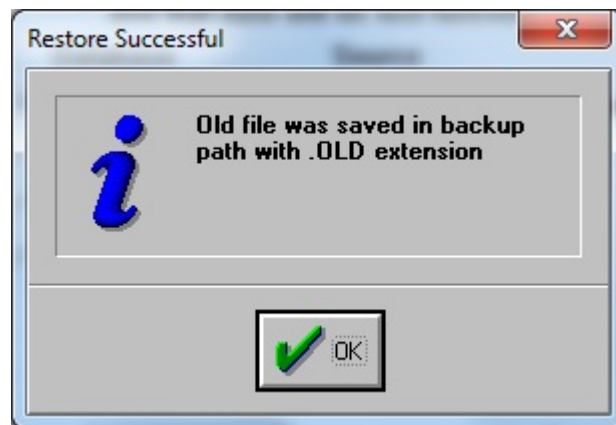 Restore Successful
Old file was saved in backup
path with .OLD extension
OK